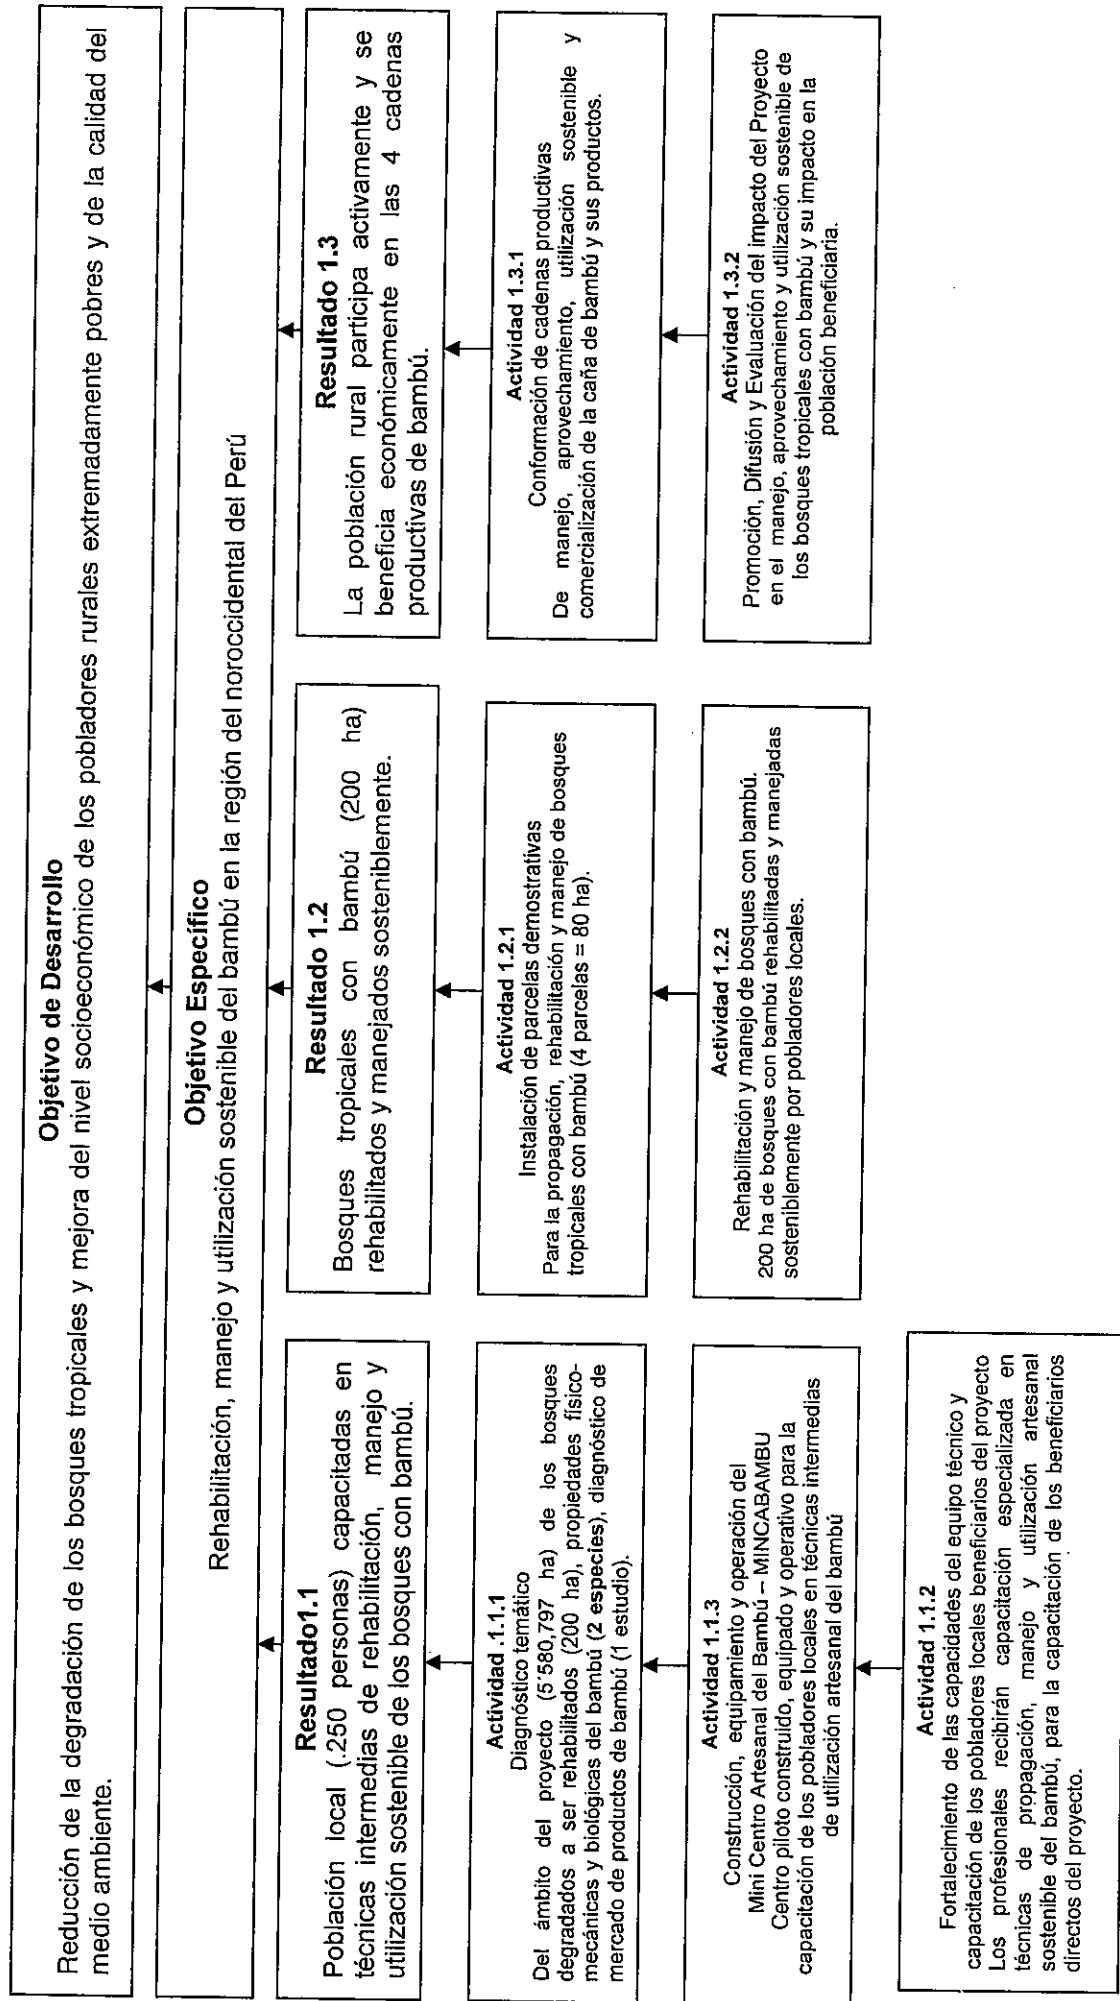 Objetivo de Desarrollo
Reducción de la degradación de los bosques tropicales y mejora del nivel socioeconómico de los pobladores rurales extremadamente pobres y de la calidad del
medio ambiente.
Objetivo Específico
Rehabilitación, manejo y utilización sostenible del bambú en la región del noroccidental del Perú
Resultado1.1
Población local (.250 personas) capacitadas en
técnicas intermedias de rehabilitación, manejo y
utilización sostenible de los bosques con bambú.
Actividad .1.1.1
Diagnóstico temático
Del ámbito del proyecto (5'580,797 ha) de los bosques
degradados a ser rehabilitados (200 ha), propiedades físico-
mecánicas y biológicas del bambú (2 especies), diagnóstico de
mercado de productos de bambú (1 estudio).
Actividad 1.1.3
Construcción, equipamiento y operación del
Mini Centro Artesanal del Bambú – MINCABAMBU
Centro piloto construido, equipado y operativo para la
capacitación de los pobladores locales en técnicas intermedias
de utilización artesanal del bambú
Actividad 1.1.2
Fortalecimiento de las capacidades del equipo técnico y
capacitación de los pobladores locales beneficiarios del proyecto
Los profesionales recibirán capacitación especializada en
técnicas de propagación, manejo y utilización artesanal
sostenible del bambú, para la capacitación de los beneficiarios
directos del proyecto.
Resultado 1.2
Bosques tropicales con bambú (200 ha)
rehabilitados y manejados sosteniblemente.
Actividad 1.2.1
Instalación de parcelas demostrativas
Para la propagación, rehabilitación y manejo de bosques
tropicales con bambú (4 parcelas = 80 ha).
Actividad 1.2.2
Rehabilitación y manejo de bosques con bambú.
200 ha de bosques con bambú rehabilitadas y manejadas
sosteniblemente por pobladores locales.
Resultado 1.3
La población rural participa activamente y se
beneficia económicamente en las 4 cadenas
productivas de bambú.
Actividad 1.3.1
Conformación de cadenas productivas
De manejo, aprovechamiento, utilización sostenible y
comercialización de la caña de bambú y sus productos.
Actividad 1.3.2
Promoción, Difusión y Evaluación del impacto del Proyecto
en el manejo, aprovechamiento y utilización sostenible de
los bosques tropicales con bambú y su impacto en la
población beneficiaria.